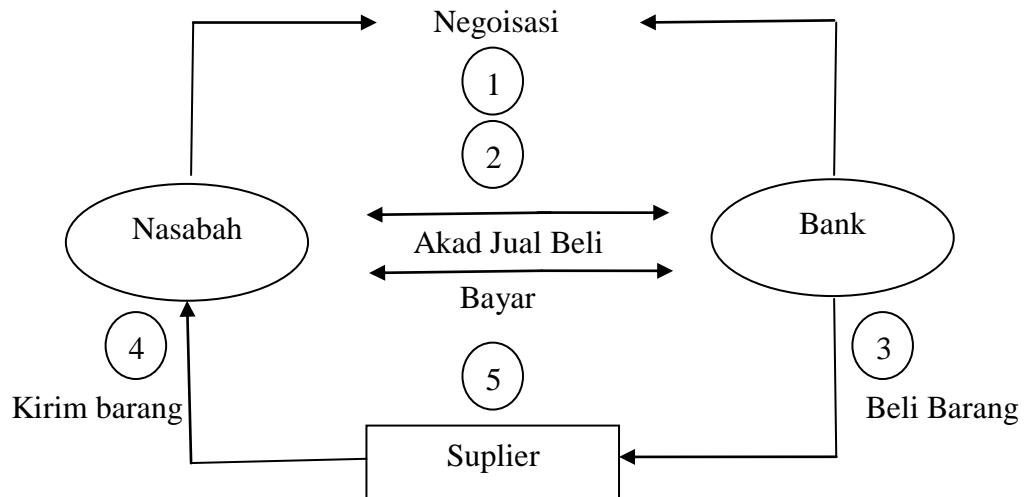 Negoisasi
1
2
Nasabah
Bank
Akad Jual Beli
Bayar
4
3
5
Kirim barang
Beli Barang
Suplier